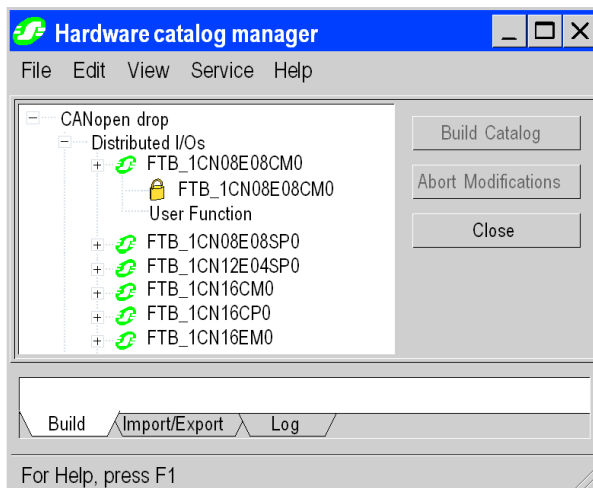 Hardware catalog manager
File Edit View Service Help
CANopen drop
Distributed I/Os
FTB_1CN08E08CM0
FTB_1CN08E08CM0
User Function
FTB_1CN08E08SP0
FTB_1CN12E04SP0
FTB_1CN16CM0
FTB_1CN16CP0
FTB_1CN16EM0
Build Catalog
Abort Modifications
Close
Build Import/Export Log
For Help, press F1